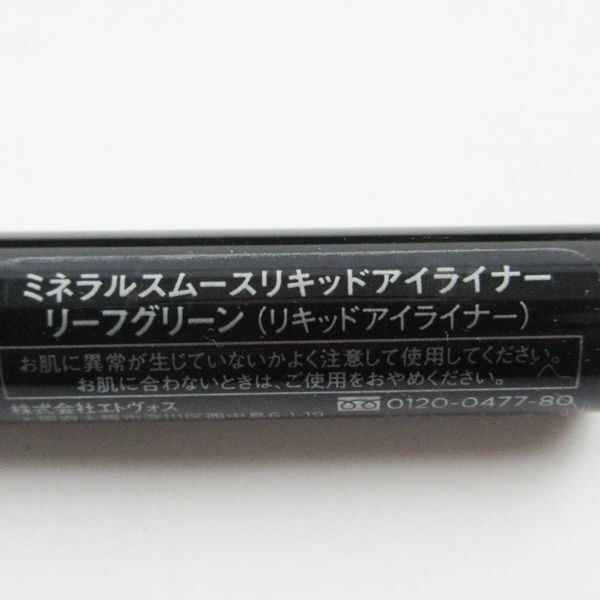 ミネラルスムースリキッドアイライナー
リーフグリーン（リキッドアイライナー）
お肌に異常が生じていないかよく注意して使用してください。
お肌に合わないときは、ご使用をおやめください。
株式会社エトヴォス 0120-0477-80